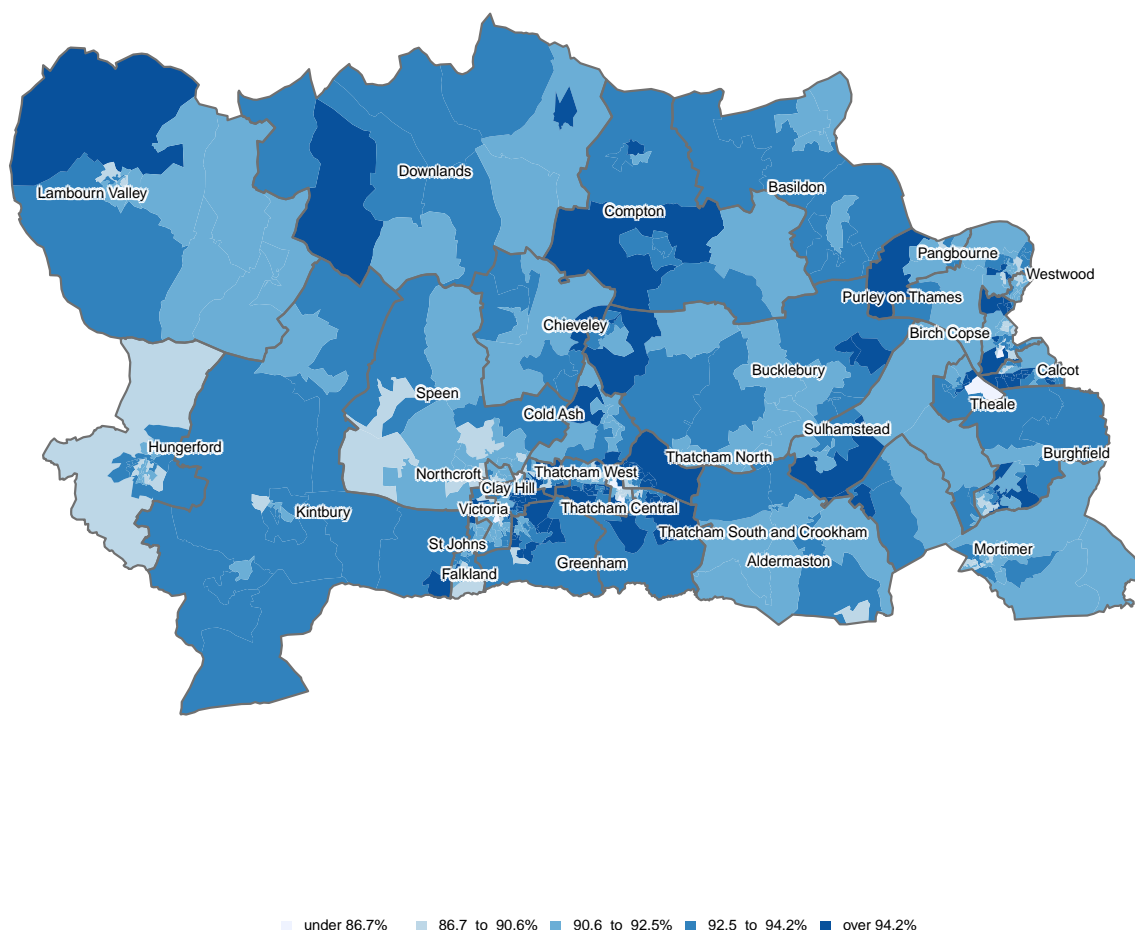 Downlands
Lambourn Valley
Basildon
Compton
Pangbourne
Westwood
Purley on Thames
Chieveley
Birch Copse
Bucklebury
Calcot
Speen
Theale
Cold Ash
Sulhamstead
Hungerford
Burghfield
Thatcham North
Northcroft
Thatcham West
Clay Hill
Victoria
Thatcham Central
Kintbury
Thatcham South and Crookham
St Johns
Mortimer
Greenham
Aldermaston
Falkland
under 86.7% 86.7 to 90.6% 90.6 to 92.5% 92.5 to 94.2% over 94.2%